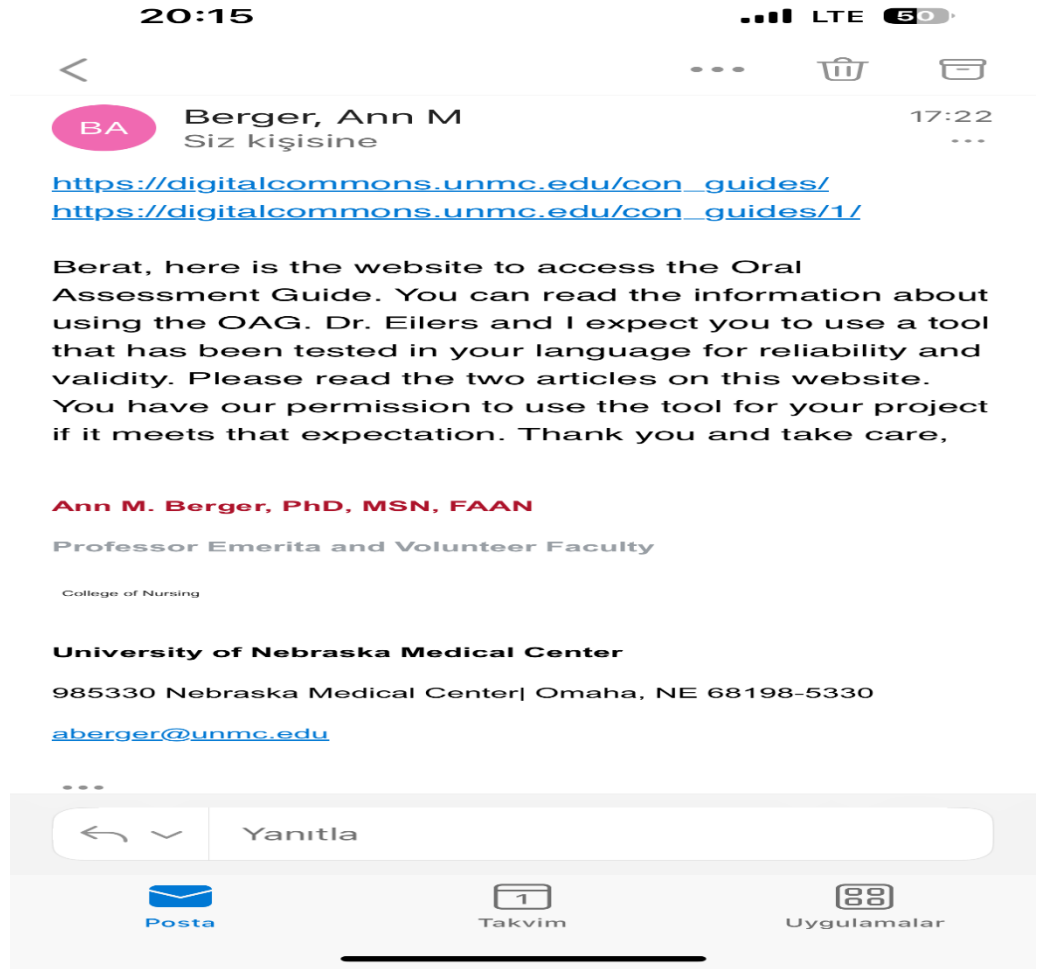 20:15
LTE 50
Berger, Ann M
17:22
BA
Siz kişisine
https://digitalcommons.unmc.edu/con_guides/
https://digitalcommons.unmc.edu/con_guides/1/
Berat, here is the website to access the Oral
Assessment Guide. You can read the information about
using the OAG. Dr. Eilers and I expect you to use a tool
that has been tested in your language for reliability and
validity. Please read the two articles on this website.
You have our permission to use the tool for your project
if it meets that expectation. Thank you and take care,
Ann M. Berger, PhD, MSN, FAAN
Professor Emerita and Volunteer Faculty
College of Nursing
University of Nebraska Medical Center
985330 Nebraska Medical Center| Omaha, NE 68198-5330
aberger@unmc.edu
Yanıtla
1
Posta
Takvim
Uygulamalar